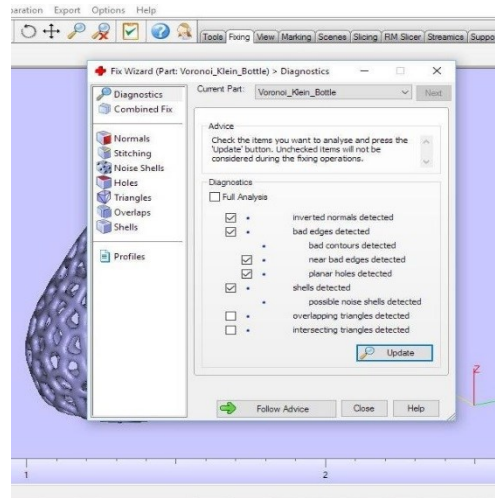 Export Options Help
Tools Fixing View Marking Scenes Slicing RM Slicer Streamics
Fix Wizard (Part: Voronoi_Klein_Bottle) > Diagnostics
Diagnostics
Combined Fix
Normals
Stitching
Noise Shells
Holes
Triangles
Overlaps
Shells
Profiles
Current Part: Voronoi_Klein_Bottle Next
Advice
Check the items you want to analyse and press the
'Update' button. Unchecked items will not be
considered during the fixing operations.
Diagnostics
Full Analysis
inverted normals detected
bad edges detected
bad contours detected
near bad edges detected
planar holes detected
shells detected
possible noise shells detected
overlapping triangles detected
intersecting triangles detected
Update
Follow Advice Close Help
z
1 2